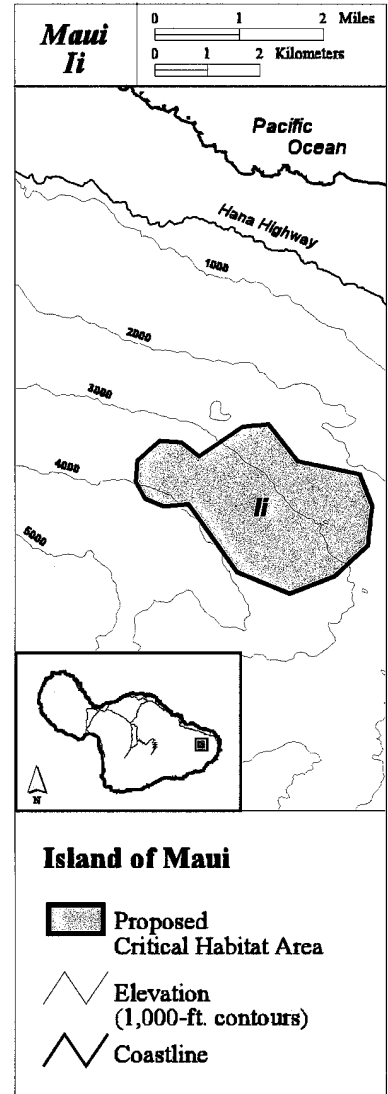 Maui
Ii
0 1 2 Miles
0 1 2 Kilometers
Pacific
Ocean
Hana Highway
1000
2000
3000
4000
5000
Ii
N
Island of Maui
Proposed
Critical Habitat Area
Elevation
(1,000-ft. contours)
Coastline